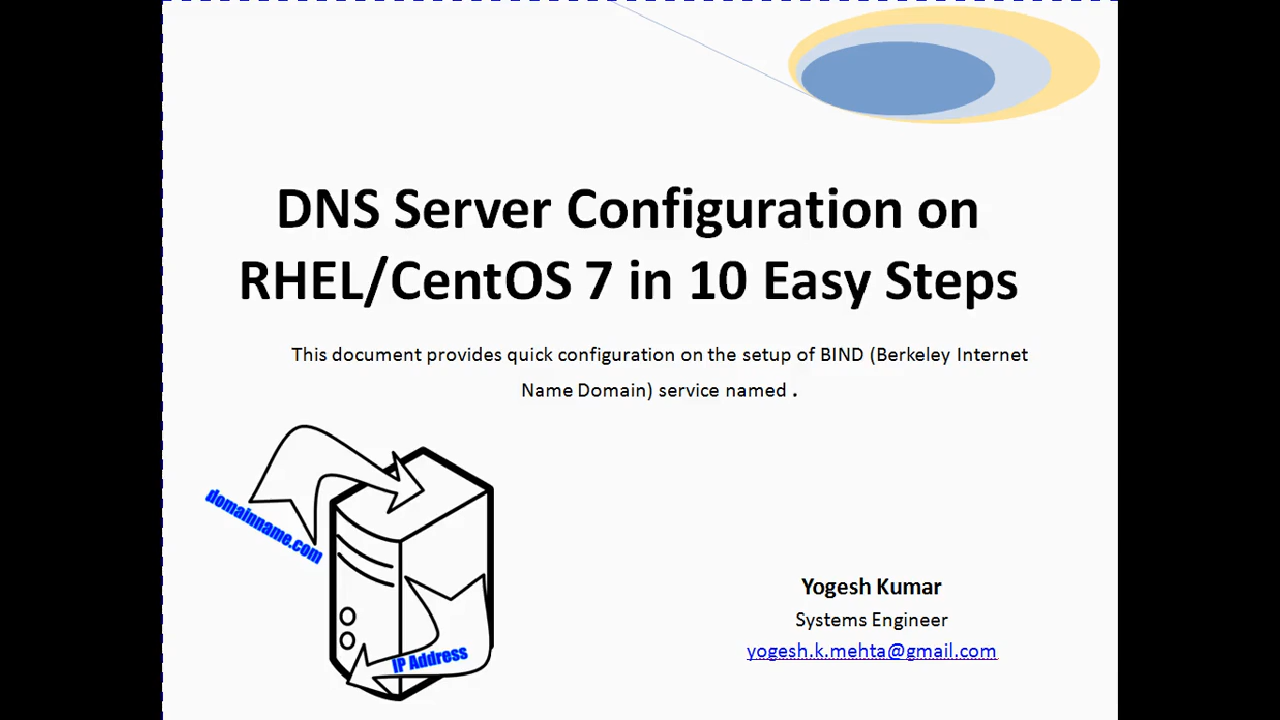 DNS Server Configuration on
RHEL/CentOS 7 in 10 Easy Steps
This document provides quick configuration on the setup of BIND (Berkeley Internet
Name Domain) service named .
domainname.com
IP Address
Yogesh Kumar
Systems Engineer
yogesh.k.mehta@gmail.com